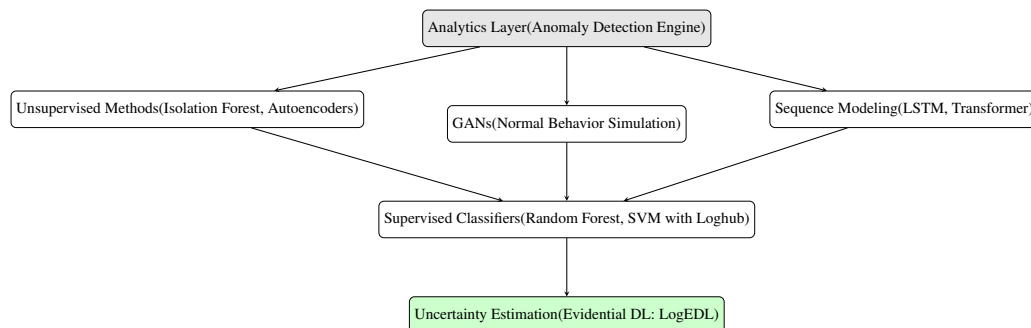 Analytics Layer(Anomaly Detection Engine)
Unsupervised Methods(Isolation Forest, Autoencoders)
GANs(Normal Behavior Simulation)
Sequence Modeling(LSTM, Transformer)
Supervised Classifiers(Random Forest, SVM with Loghub)
Uncertainty Estimation(Evidential DL: LogEDL)